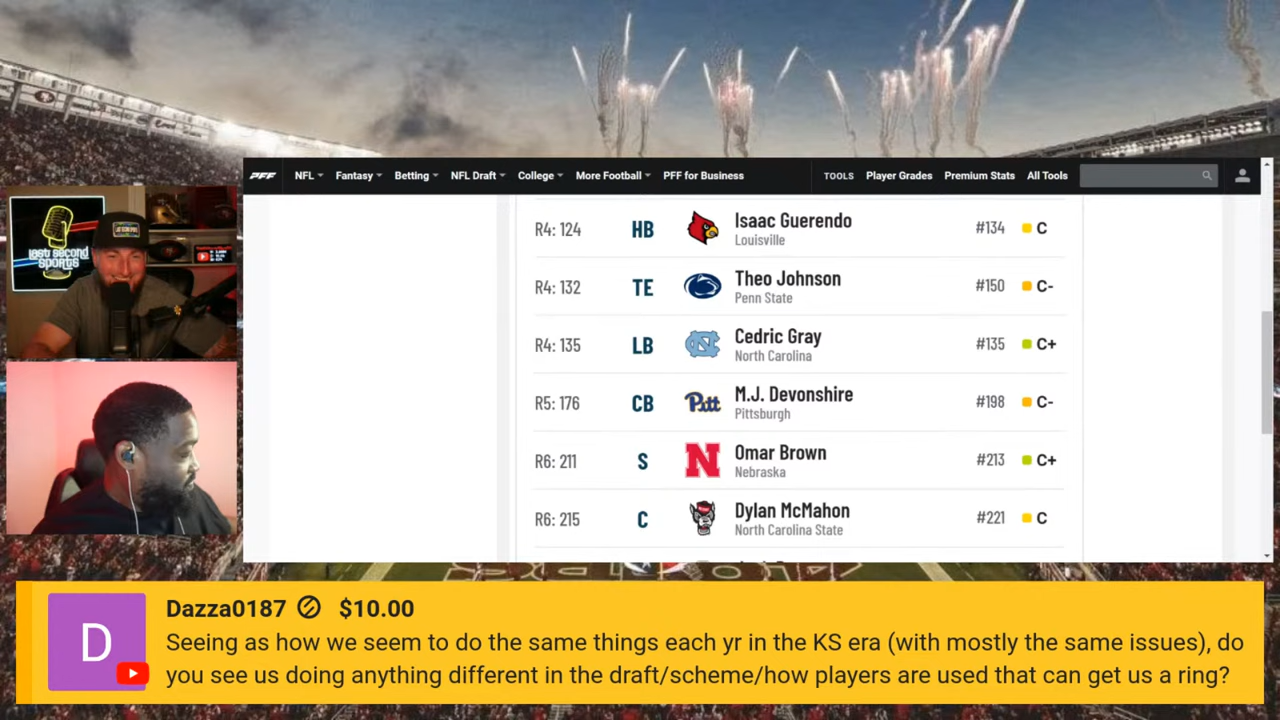 PFF NFL Fantasy Betting NFL Draft College More Football PFF for Business TOOLS Player Grades Premium Stats All Tools
last second
sports
R4: 124 HB Isaac Guerendo #134 C
Louisville
R4: 132 TE Theo Johnson #150 C-
Penn State
R4: 135 LB Cedric Gray #135 C+
North Carolina
R5: 176 CB Pitt M.J. Devonshire #198 C-
Pittsburgh
R6: 211 S N Omar Brown #213 C+
Nebraska
R6: 215 C Dylan McMahon #221 C
North Carolina State
D
Dazza0187 $10.00
Seeing as how we seem to do the same things each yr in the KS era (with mostly the same issues), do
you see us doing anything different in the draft/scheme/how players are used that can get us a ring?